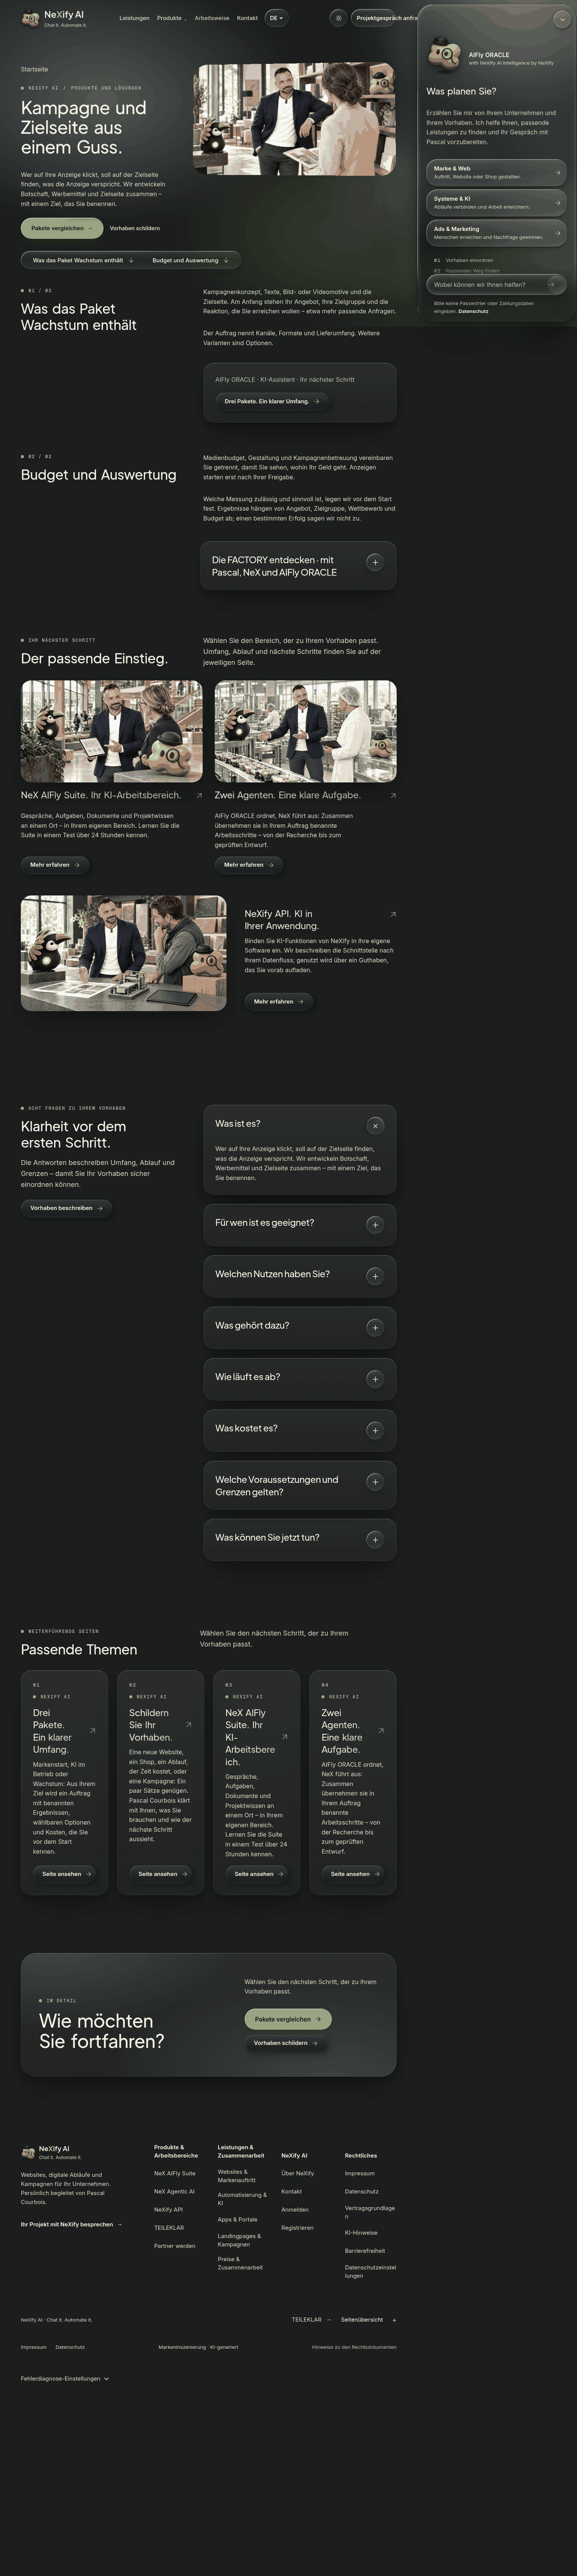 NeXify AI
Chat it. Automate it.
Leistungen
Produkte
Arbeitsweise
Kontakt
DE
Projektgespräch anfra
AIFly ORACLE
with NeXify AI Intelligence by NeXify
Was planen Sie?
Erzählen Sie mir von Ihrem Unternehmen und
Ihrem Vorhaben. Ich helfe Ihnen, passende
Leistungen zu finden und Ihr Gespräch mit
Pascal vorzubereiten.
Marke & Web
Auftritt, Website oder Shop gestalten.
Systeme & KI
Abläufe verbinden und Arbeit erleichtern.
Ads & Marketing
Menschen erreichen und Nachfrage gewinnen.
01 Vorhaben einordnen
02 Passenden Weg finden
Wobei können wir Ihnen helfen?
Bitte keine Passwörter oder Zahlungsdaten
eingeben. Datenschutz
Startseite
NEXIFY AI / PRODUKTE UND LÖSUNGEN
Kampagne und
Zielseite aus
einem Guss.
Wer auf Ihre Anzeige klickt, soll auf der Zielseite
finden, was die Anzeige verspricht. Wir entwickeln
Botschaft, Werbemittel und Zielseite zusammen –
mit einem Ziel, das Sie benennen.
Pakete vergleichen →
Vorhaben schildern
Was das Paket Wachstum enthält ↓
Budget und Auswertung ↓
01 / 02
Was das Paket
Wachstum enthält
Kampagnenkonzept, Texte, Bild- oder Videomotive und die
Zielseite. Am Anfang stehen Ihr Angebot, Ihre Zielgruppe und die
Reaktion, die Sie erreichen wollen – etwa mehr passende Anfragen.
Der Auftrag nennt Kanäle, Formate und Lieferumfang. Weitere
Varianten sind Optionen.
AIFly ORACLE · KI-Assistent · Ihr nächster Schritt
Drei Pakete. Ein klarer Umfang. →
02 / 02
Budget und Auswertung
Medienbudget, Gestaltung und Kampagnenbetreuung vereinbaren
Sie getrennt, damit Sie sehen, wohin Ihr Geld geht. Anzeigen
starten erst nach Ihrer Freigabe.
Welche Messung zulässig und sinnvoll ist, legen wir vor dem Start
fest. Ergebnisse hängen von Angebot, Zielgruppe, Wettbewerb und
Budget ab; einen bestimmten Erfolg sagen wir nicht zu.
Die FACTORY entdecken · mit
Pascal, NeX und AIFly ORACLE
IHR NÄCHSTER SCHRITT
Der passende Einstieg.
Wählen Sie den Bereich, der zu Ihrem Vorhaben passt.
Umfang, Ablauf und nächste Schritte finden Sie auf der
jeweiligen Seite.
NeX AIFly Suite. Ihr KI-Arbeitsbereich.
Gespräche, Aufgaben, Dokumente und Projektwissen
an einem Ort – in Ihrem eigenen Bereich. Lernen Sie die
Suite in einem Test über 24 Stunden kennen.
Mehr erfahren →
Zwei Agenten. Eine klare Aufgabe.
AIFly ORACLE ordnet, NeX führt aus: Zusammen
übernehmen sie in Ihrem Auftrag benannte
Arbeitsschritte – von der Recherche bis zum
geprüften Entwurf.
Mehr erfahren →
NeXify API. KI in
Ihrer Anwendung.
Binden Sie KI-Funktionen von NeXify in Ihre eigene
Software ein. Wir beschreiben die Schnittstelle nach
Ihrem Datenfluss; genutzt wird über ein Guthaben,
das Sie vorab aufladen.
Mehr erfahren →
ACHT FRAGEN ZU IHREM VORHABEN
Klarheit vor dem
ersten Schritt.
Die Antworten beschreiben Umfang, Ablauf und
Grenzen – damit Sie Ihr Vorhaben sicher
einordnen können.
Vorhaben beschreiben →
Was ist es?
Wer auf Ihre Anzeige klickt, soll auf der Zielseite finden,
was die Anzeige verspricht. Wir entwickeln Botschaft,
Werbemittel und Zielseite zusammen – mit einem Ziel, das
Sie benennen.
Für wen ist es geeignet?
Welchen Nutzen haben Sie?
Was gehört dazu?
Wie läuft es ab?
Was kostet es?
Welche Voraussetzungen und
Grenzen gelten?
Was können Sie jetzt tun?
WEITERFÜHRENDE SEITEN
Passende Themen
Wählen Sie den nächsten Schritt, der zu Ihrem
Vorhaben passt.
01
NEXIFY AI
Drei
Pakete.
Ein klarer
Umfang.
Markenstart, KI im
Betrieb oder
Wachstum: Aus Ihrem
Ziel wird ein Auftrag
mit benannten
Ergebnissen,
wählbaren Optionen
und Kosten, die Sie
vor dem Start
kennen.
Seite ansehen →
02
NEXIFY AI
Schildern
Sie Ihr
Vorhaben.
Eine neue Website,
ein Shop, ein Ablauf,
der Zeit kostet, oder
eine Kampagne: Ein
paar Sätze genügen.
Pascal Courbois klärt
mit Ihnen, was Sie
brauchen und wie der
nächste Schritt
aussieht.
Seite ansehen →
03
NEXIFY AI
NeX AIFly
Suite. Ihr
KI-
Arbeitsbere
ich.
Gespräche,
Aufgaben,
Dokumente und
Projektwissen an
einem Ort – in Ihrem
eigenen Bereich.
Lernen Sie die Suite
in einem Test über 24
Stunden kennen.
Seite ansehen →
04
NEXIFY AI
Zwei
Agenten.
Eine klare
Aufgabe.
AIFly ORACLE ordnet,
NeX führt aus:
Zusammen
übernehmen sie in
Ihrem Auftrag
benannte
Arbeitsschritte – von
der Recherche bis
zum geprüften
Entwurf.
Seite ansehen →
IM DETAIL
Wie möchten
Sie fortfahren?
Wählen Sie den nächsten Schritt, der zu Ihrem
Vorhaben passt.
Pakete vergleichen →
Vorhaben schildern →
NeXify AI
Chat it. Automate it.
Websites, digitale Abläufe und
Kampagnen für Ihr Unternehmen.
Persönlich begleitet von Pascal
Courbois.
Ihr Projekt mit NeXify besprechen →
Produkte &
Arbeitsbereiche
NeX AIFly Suite
NeX Agentic AI
NeXify API
TEILEKLAR
Partner werden
Leistungen &
Zusammenarbeit
Websites &
Markenauftritt
Automatisierung &
KI
Apps & Portale
Landingpages &
Kampagnen
Preise &
Zusammenarbeit
NeXify AI
Über NeXify
Kontakt
Anmelden
Registrieren
Rechtliches
Impressum
Datenschutz
Vertragsgrundlage
n
KI-Hinweise
Barrierefreiheit
Datenschutzeinstel
lungen
NeXify AI · Chat it. Automate it.
TEILEKLAR →
Seitenübersicht +
Impressum
Datenschutz
Markeninszenierung · KI-generiert
Hinweise zu den Rechtsdokumenten
Fehlerdiagnose-Einstellungen